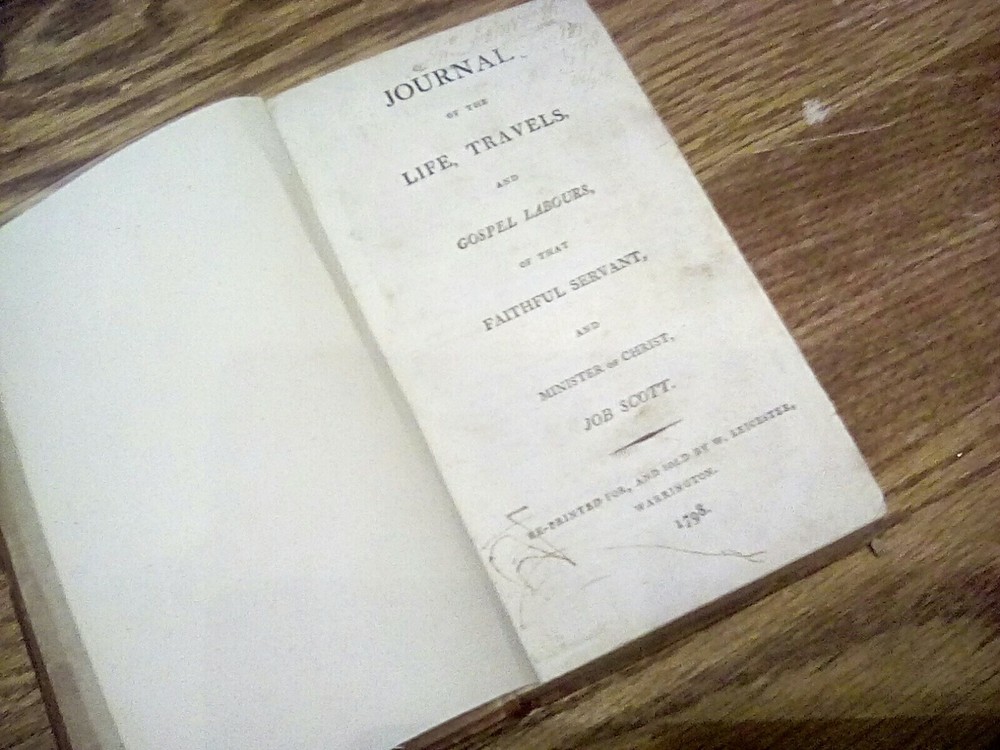 JOURNAL
OF THE
LIFE, TRAVELS,
AND
GOSPEL LABOURS,
OF THAT
FAITHFUL SERVANT,
AND
MINISTER OF CHRIST,
JOB SCOTT.
RE-PRINTED FOR, AND SOLD BY W. LEICESTER,
WARRINGTON.
1798.